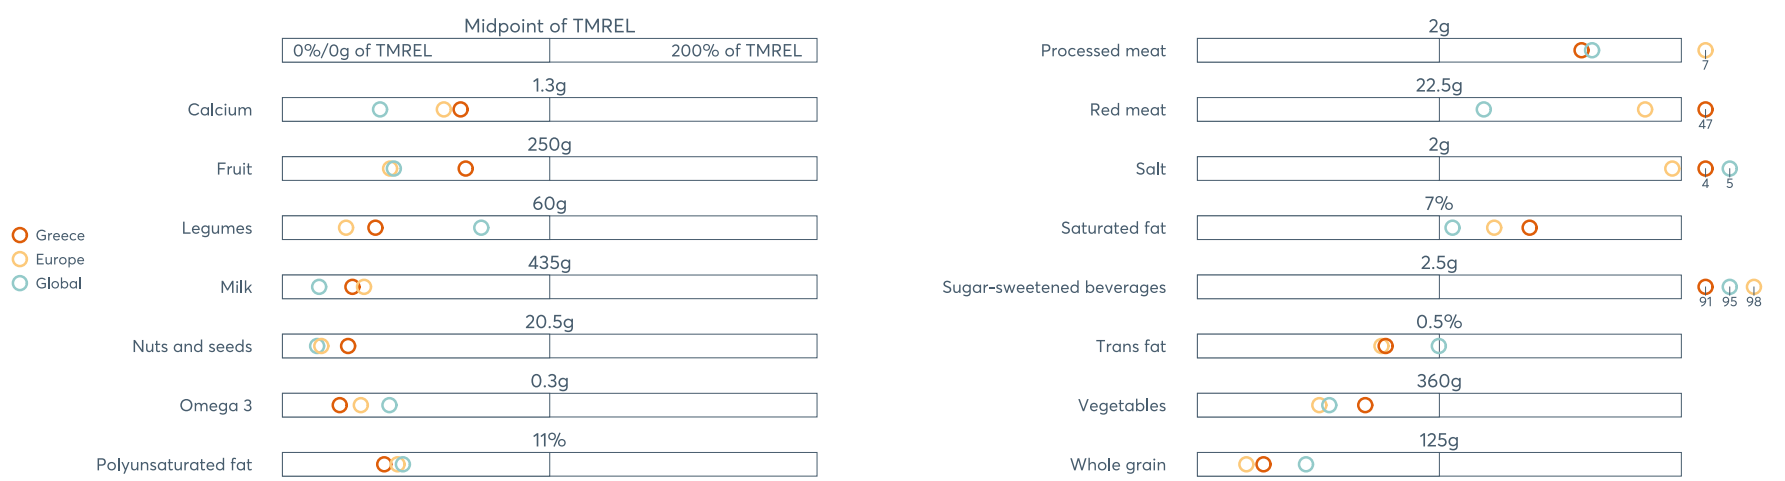 Midpoint of TMREL
0%/0g of TMREL 200% of TMREL
1.3g
Calcium
250g
Fruit
60g
Legumes
435g
Milk
20.5g
Nuts and seeds
0.3g
Omega 3
11%
Polyunsaturated fat
Greece
Europe
Global
2g
Processed meat
7
22.5g
Red meat
47
2g
Salt
4 5
7%
Saturated fat
2.5g
Sugar-sweetened beverages
91 95 98
0.5%
Trans fat
360g
Vegetables
125g
Whole grain